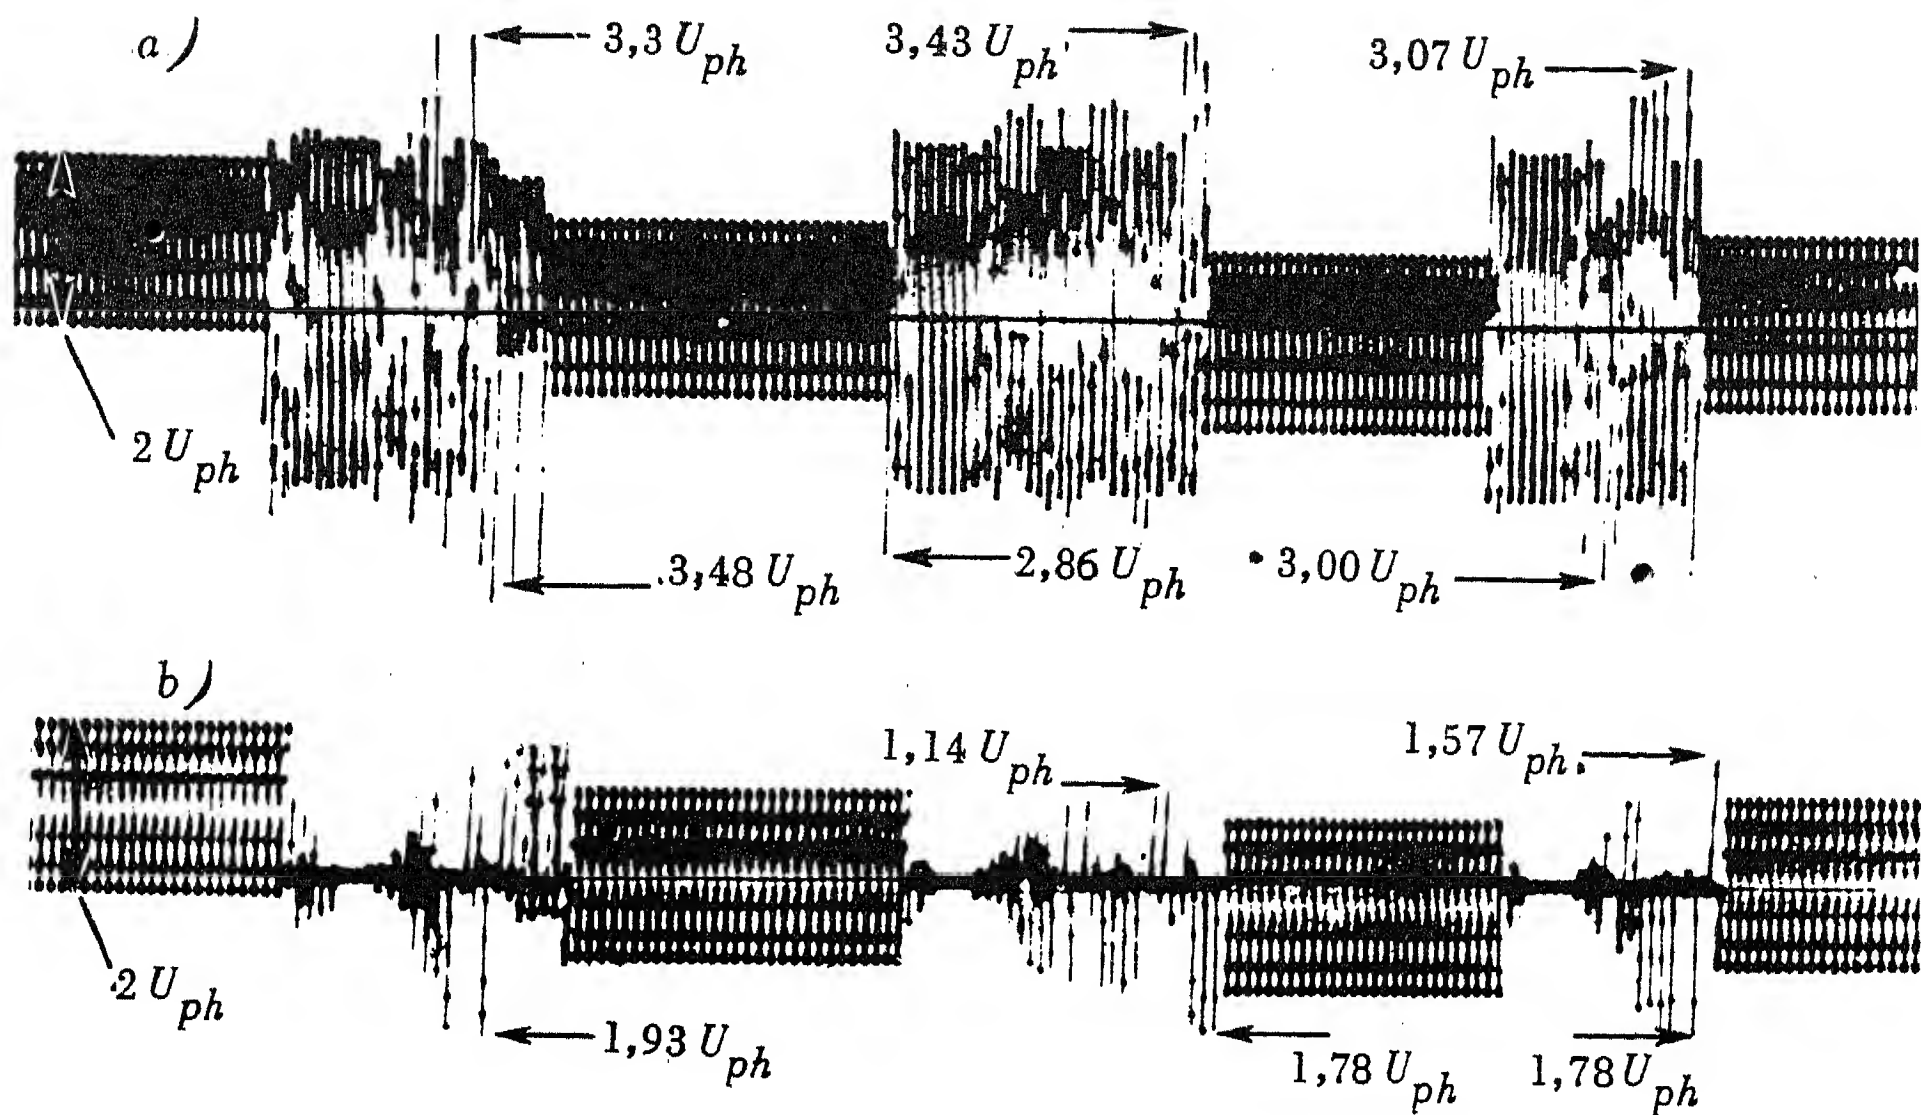 a)
3,3 U_ph
3,43 U_ph
3,07 U_ph
2 U_ph
3,48 U_ph
2,86 U_ph
3,00 U_ph
b)
1,14 U_ph
1,57 U_ph
2 U_ph
1,93 U_ph
1,78 U_ph
1,78 U_ph